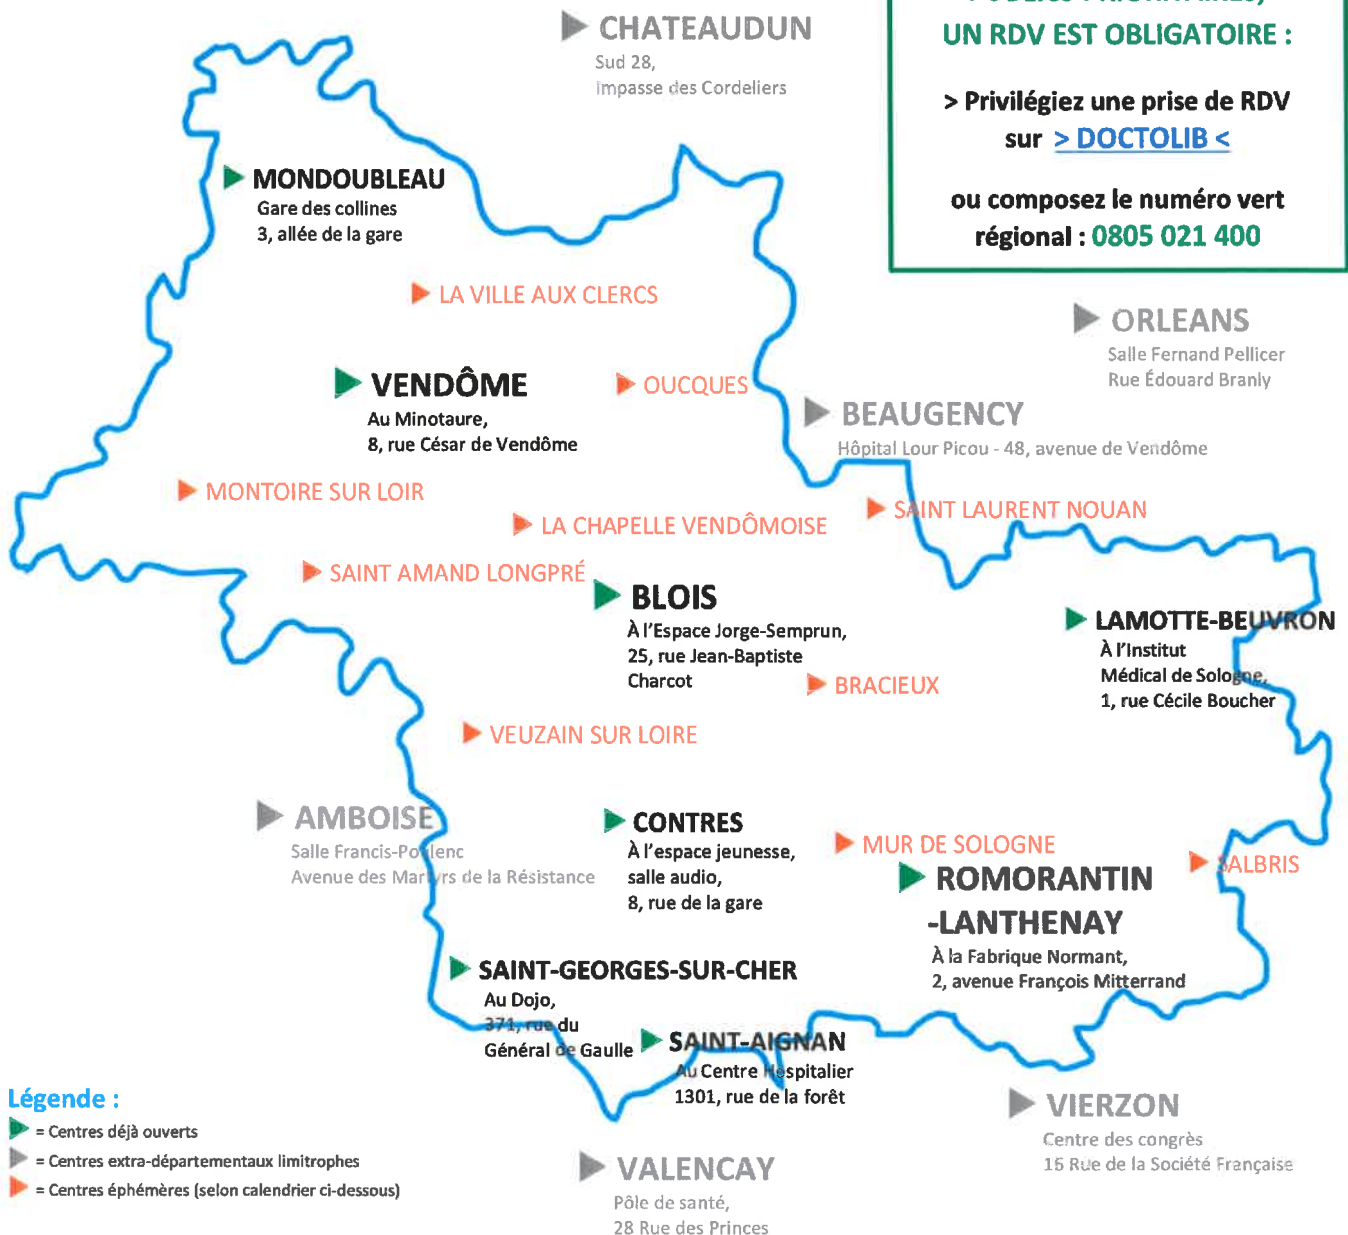 CHATEAUDUN
Sud 28,
Impasse des Cordeliers
UN RDV EST OBLIGATOIRE :
> Privilégiez une prise de RDV
sur > DOCTOLIB <
ou composez le numéro vert
régional : 0805 021 400
MONDOUBLEAU
Gare des collines
3, allée de la gare
LA VILLE AUX CLERCS
ORLEANS
Salle Fernand Pellicer
Rue Édouard Branly
VENDÔME
Au Minotaure,
8, rue César de Vendôme
OUCQUES
BEAUGENCY
Hôpital Lour Picou - 48, avenue de Vendôme
MONTOIRE SUR LOIR
LA CHAPELLE VENDÔMOISE
SAINT LAURENT NOUAN
SAINT AMAND LONGPRÉ
BLOIS
À l'Espace Jorge-Semprun,
25, rue Jean-Baptiste
Charcot
LAMOTTE-BEUVRON
À l'Institut
Médical de Sologne,
1, rue Cécile Boucher
BRACIEUX
VEUZAIN SUR LOIRE
AMBOISE
Salle Francis-Poulenc
Avenue des Martyrs de la Résistance
CONTRES
À l'espace jeunesse,
salle audio,
8, rue de la gare
MUR DE SOLOGNE
SALBRIS
ROMORANTIN
-LANTHENAY
À la Fabrique Normant,
2, avenue François Mitterrand
SAINT-GEORGES-SUR-CHER
Au Dojo,
371, rue du
Général de Gaulle
SAINT-AIGNAN
Au Centre Hospitalier
1301, rue de la forêt
VIERZON
Centre des congrès
16 Rue de la Société Française
VALENCAY
Pôle de santé,
28 Rue des Princes
Légende :
= Centres déjà ouverts
= Centres extra-départementaux limitrophes
= Centres éphémères (selon calendrier ci-dessous)